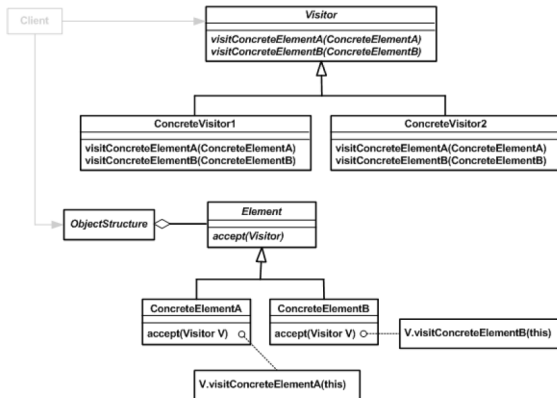 Client
Visitor
visitConcreteElementA(ConcreteElementA)
visitConcreteElementB(ConcreteElementB)
ConcreteVisitor1
visitConcreteElementA(ConcreteElementA)
visitConcreteElementB(ConcreteElementB)
ConcreteVisitor2
visitConcreteElementA(ConcreteElementA)
visitConcreteElementB(ConcreteElementB)
ObjectStructure
Element
accept(Visitor)
ConcreteElementA
accept(Visitor V)
ConcreteElementB
accept(Visitor V)
V.visitConcreteElementB(this)
V.visitConcreteElementA(this)